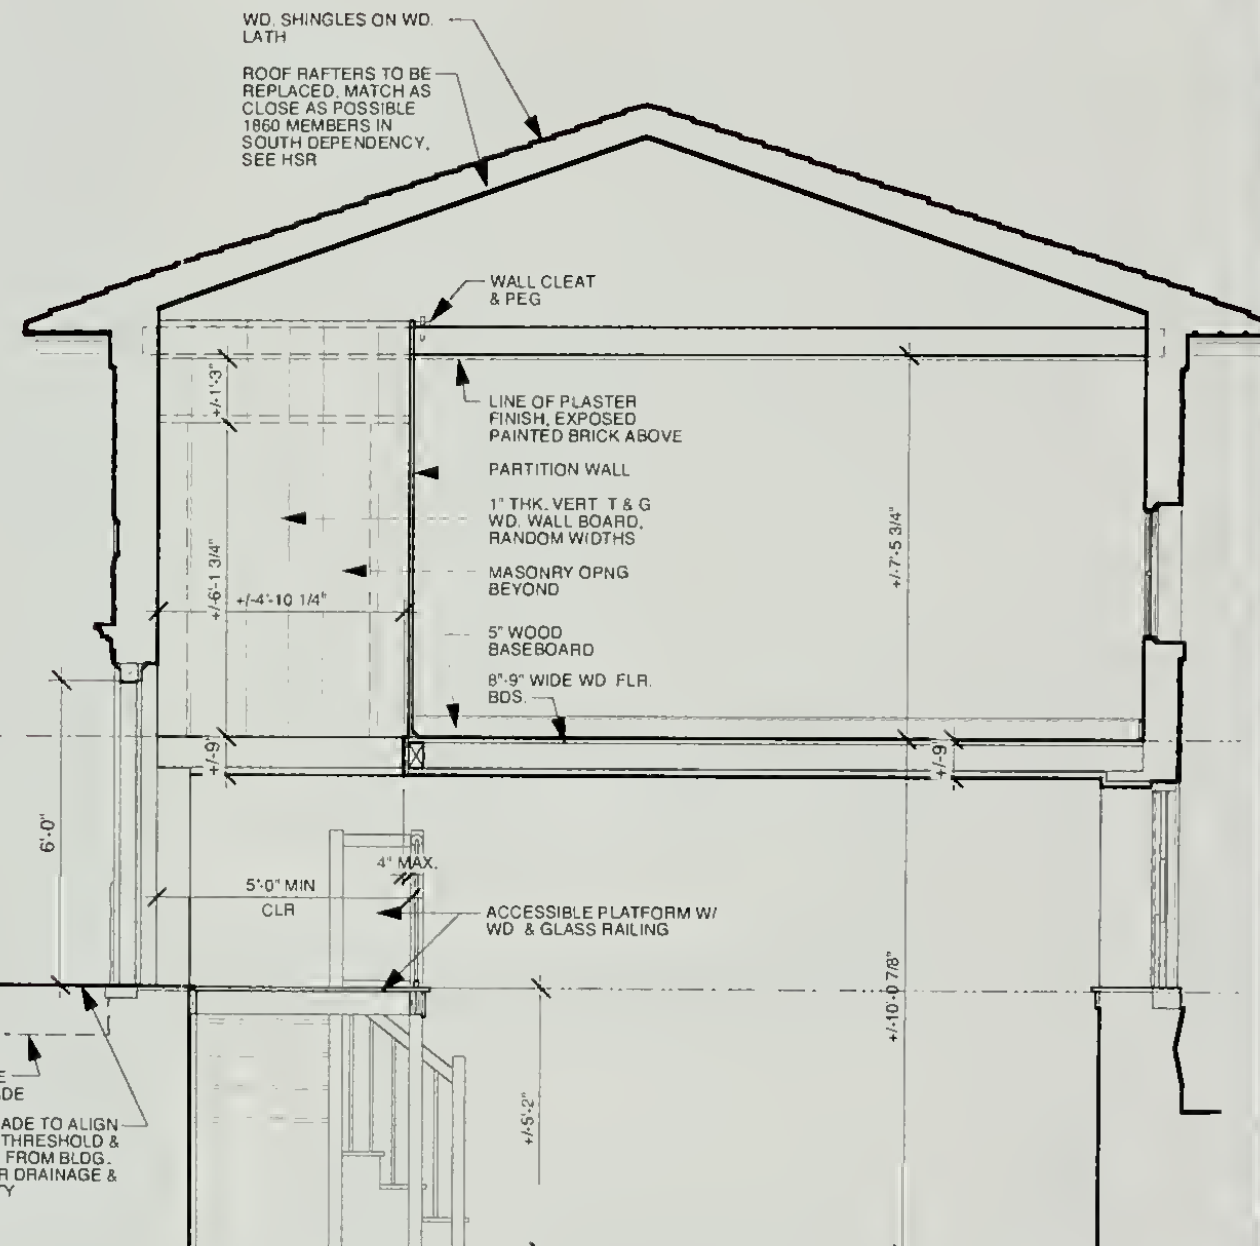 WD. SHINGLES ON WD.
LATH
ROOF RAFTERS TO BE
REPLACED, MATCH AS
CLOSE AS POSSIBLE
1860 MEMBERS IN
SOUTH DEPENDENCY,
SEE HSR
WALL CLEAT
& PEG
+/-1'-3"
LINE OF PLASTER
FINISH, EXPOSED
PAINTED BRICK ABOVE
PARTITION WALL
1" THK. VERT T & G
WD. WALL BOARD,
RANDOM WIDTHS
+/-7'-5 3/4"
+/-6'-1 3/4"
MASONRY OPNG
BEYOND
+/-4'-10 1/4"
5" WOOD
BASEBOARD
8"-9" WIDE WD FLR.
BDS.
+/-9"
+/-9"
6'-0"
4" MAX.
5'-0" MIN
CLR
ACCESSIBLE PLATFORM W/
WD & GLASS RAILING
+/-10'-0 7/8"
+/-5'-2"
E
DE
ADE TO ALIGN
THRESHOLD &
FROM BLDG.
R DRAINAGE &
Y